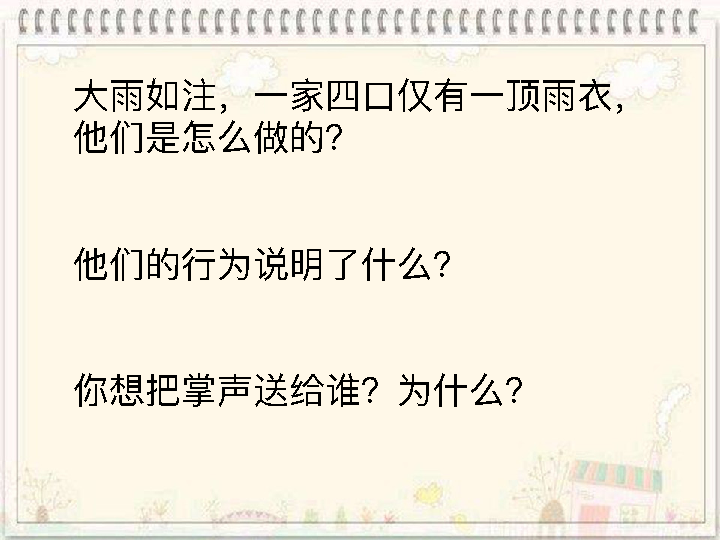 大雨如注，一家四口仅有一顶雨衣，
他们是怎么做的？
他们的行为说明了什么？
你想把掌声送给谁？为什么？